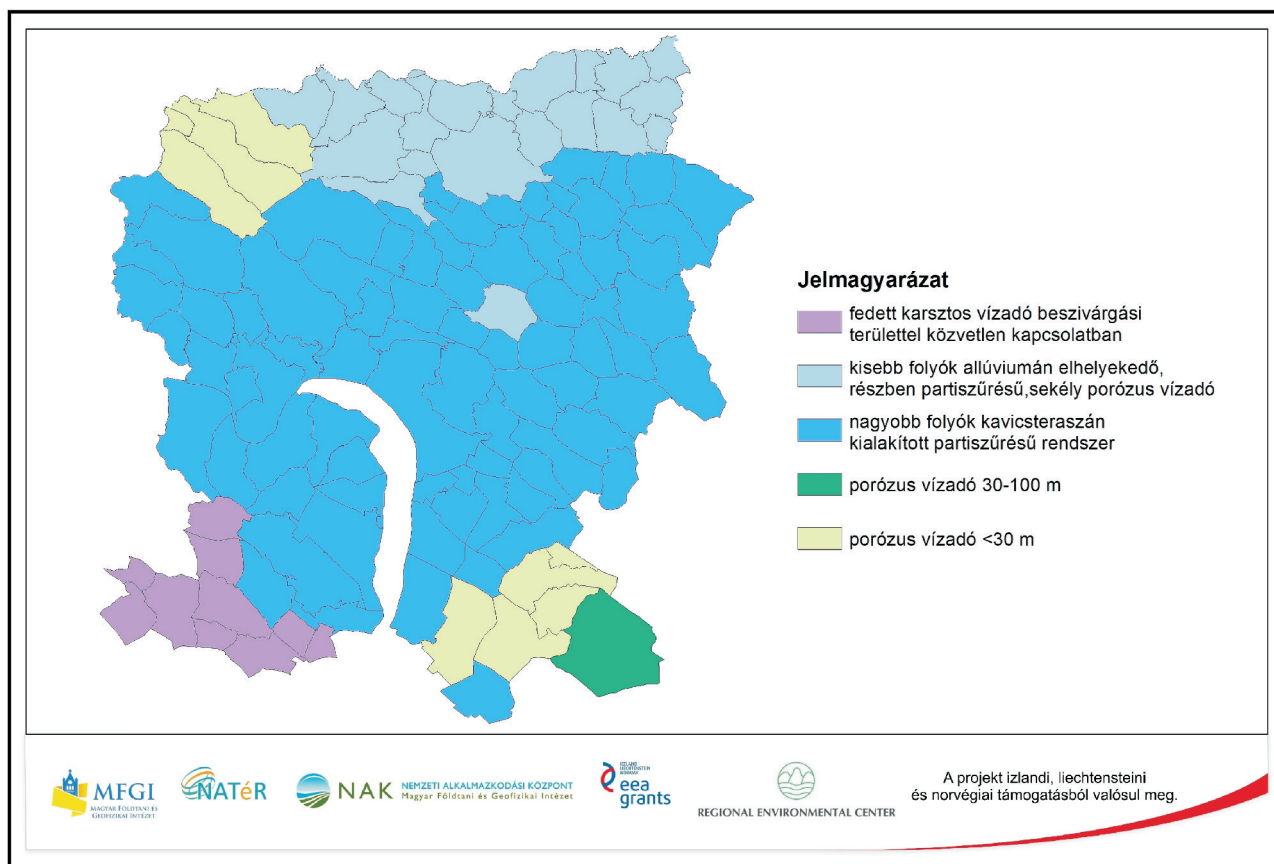 Jelmagyarázat
fedett karsztos vízadó beszivárgási
területtel közvetlen kapcsolatban
kisebb folyók allúviumán elhelyekedő,
részben partiszűrésű,sekély porózus vízadó
nagyobb folyók kavicsteraszán
kialakított partiszűrésű rendszer
porózus vízadó 30-100 m
porózus vízadó <30 m
MFGI
MAGYAR FÖLDTANI ÉS
GEOFIZIKAI INTÉZET
NATéR
NAK
NEMZETI ALKALMAZKODÁSI KÖZPONT
Magyar Földtani és Geofizikai Intézet
ICELAND
LIECHTENSTEIN
NORWAY
eea
grants
REGIONAL ENVIRONMENTAL CENTER
A projekt izlandi, liechtensteini
és norvégiai támogatásból valósul meg.